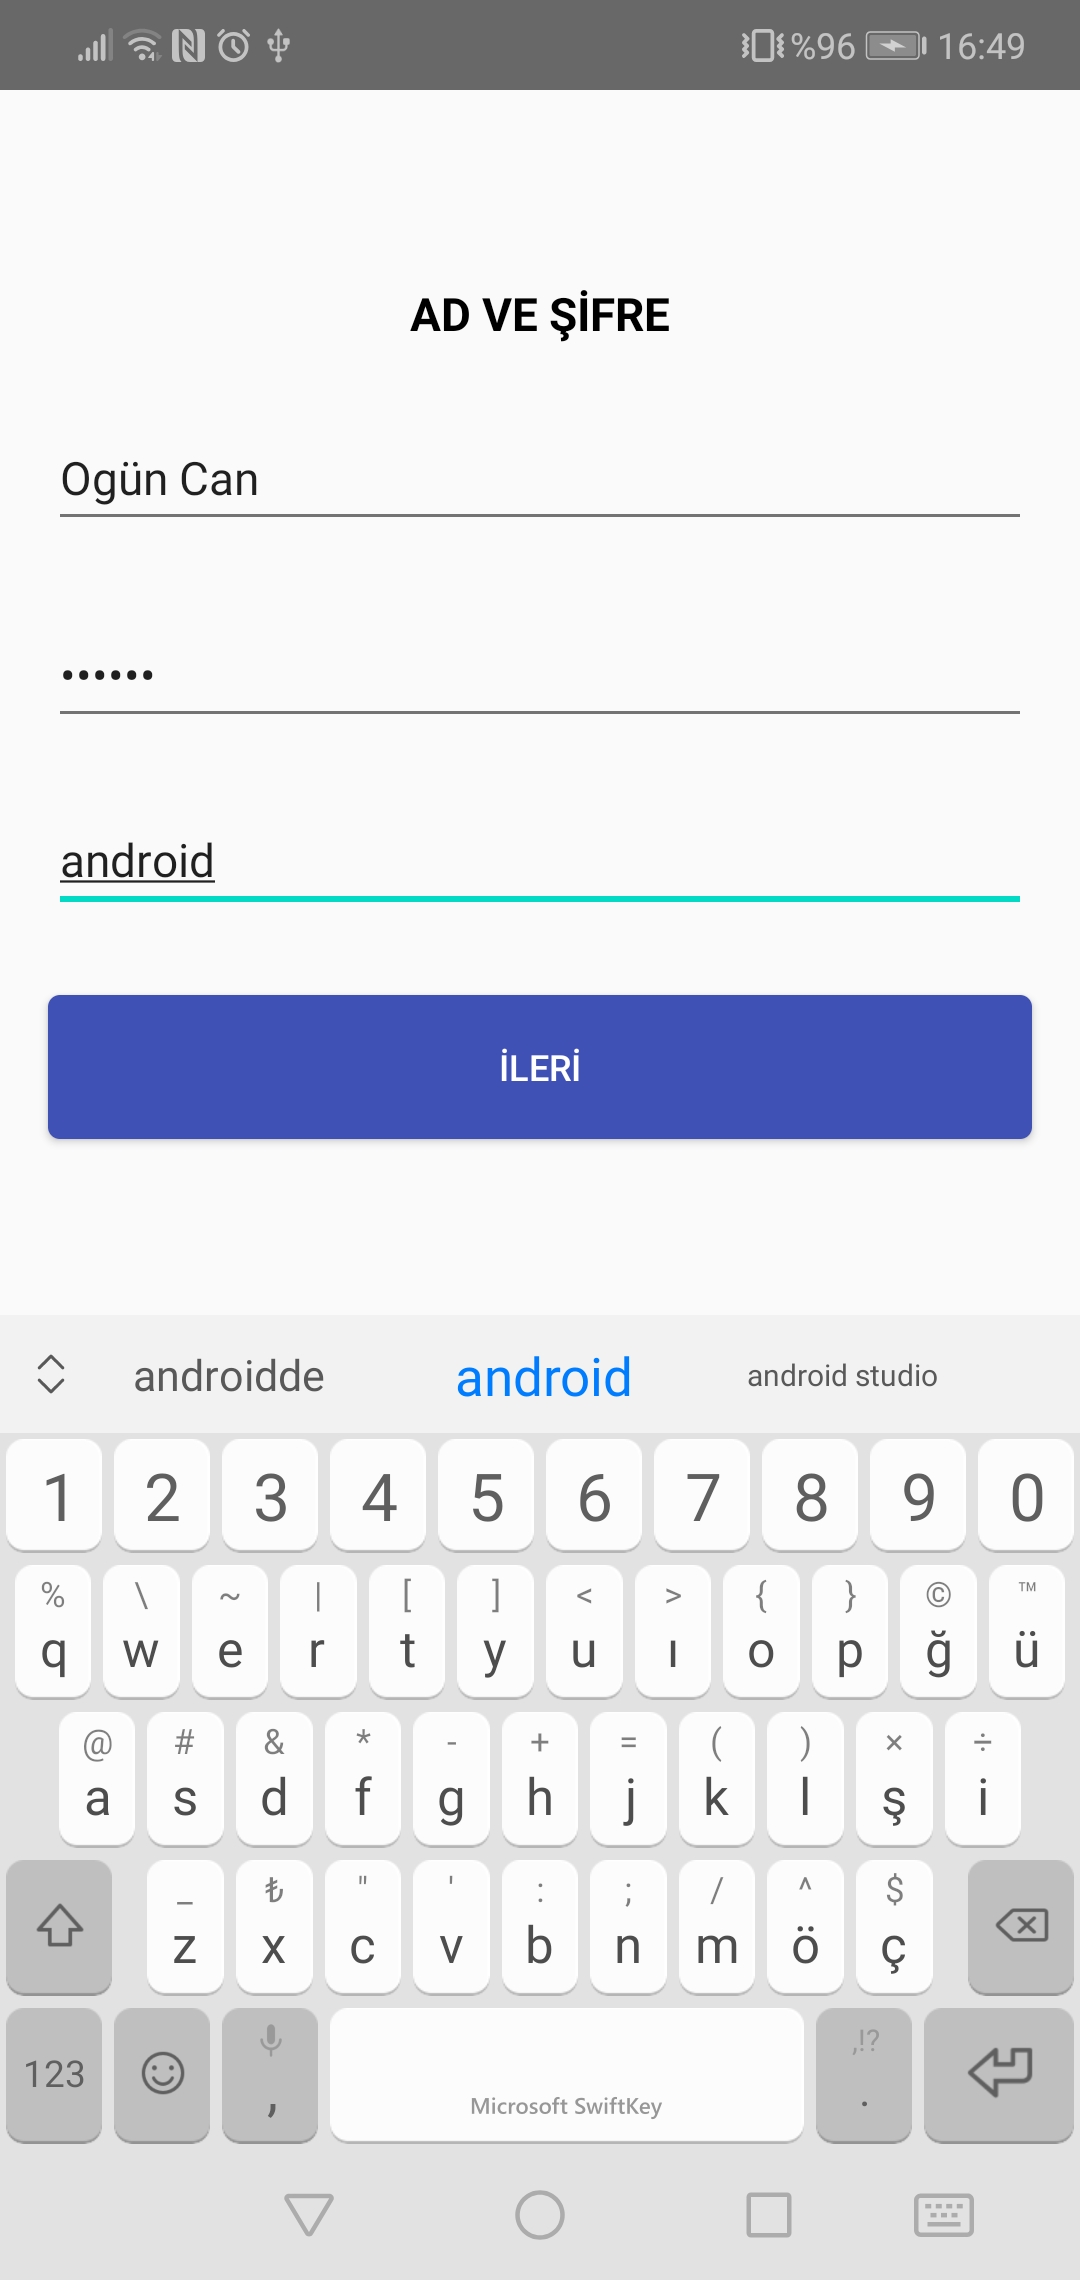 %96 16:49
AD VE ŞİFRE
Ogün Can
••••••
android
İLERİ
androidde android android studio
1 2 3 4 5 6 7 8 9 0
% \ ~ | [ ] < > { } © ™
q w e r t y u ı o p ğ ü
@ # & * - + = ( ) × ÷
a s d f g h j k l ş i
_ ₺ " ' : ; / ^ $
z x c v b n m ö ç
,!?
123 , Microsoft SwiftKey .